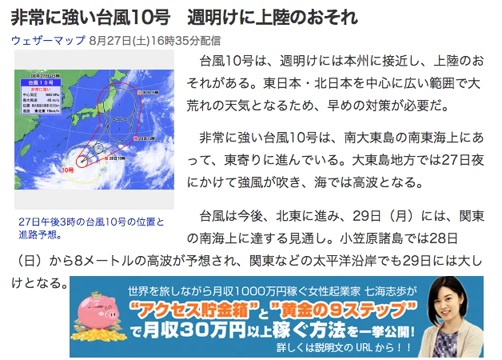 非常に強い台風10号　週明けに上陸のおそれ
ウェザーマップ 8月27日(土)16時35分配信
台風10号
10号
27日午後3時の台風10号の位置と
進路予想。
台風10号は、週明けには本州に接近し、上陸のお
それがある。東日本・北日本を中心に広い範囲で大
荒れの天気となるため、早めの対策が必要だ。
非常に強い台風10号は、南大東島の南東海上にあ
って、東寄りに進んでいる。大東島地方では27日夜
にかけて強風が吹き、海では高波となる。
台風は今後、北東に進み、29日（月）には、関東
の南海上に達する見通し。小笠原諸島では28日
（日）から8メートルの高波が予想され、関東などの太平洋沿岸でも29日には大し
けとなる。
世界を旅しながら月収1000万円稼ぐ女性起業家 七海志歩が
“アクセス貯金箱”と“黄金の9ステップ”
で月収30万円以上稼ぐ方法を一挙公開!
詳しくは説明文の URL から！！